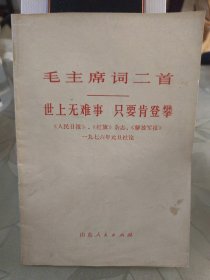 毛主席词二首
世上无难事 只要肯登攀
《人民日报》、《红旗》杂志、《解放军报》
一九七六年元旦社论
山东人民出版社